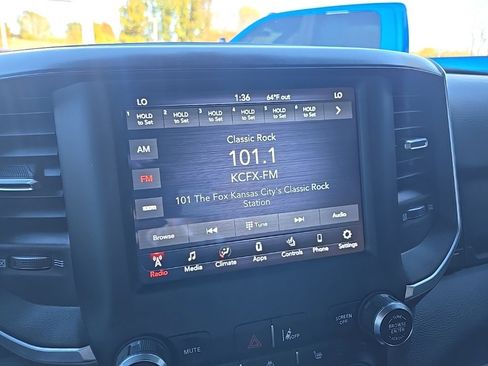 LO 1:36 64°F out LO
1 HOLD to Set 2 HOLD to Set 3 HOLD to Set 4 HOLD to Set 5 HOLD to Set 6 HOLD to Set
Classic Rock
AM
101.1
FM
KCFX-FM
101 The Fox Kansas City's Classic Rock
Station
Browse Tune Audio
Radio Media Climate Apps Controls Phone Settings
MUTE
OFF
SCREEN OFF
BROWSE
ENTER